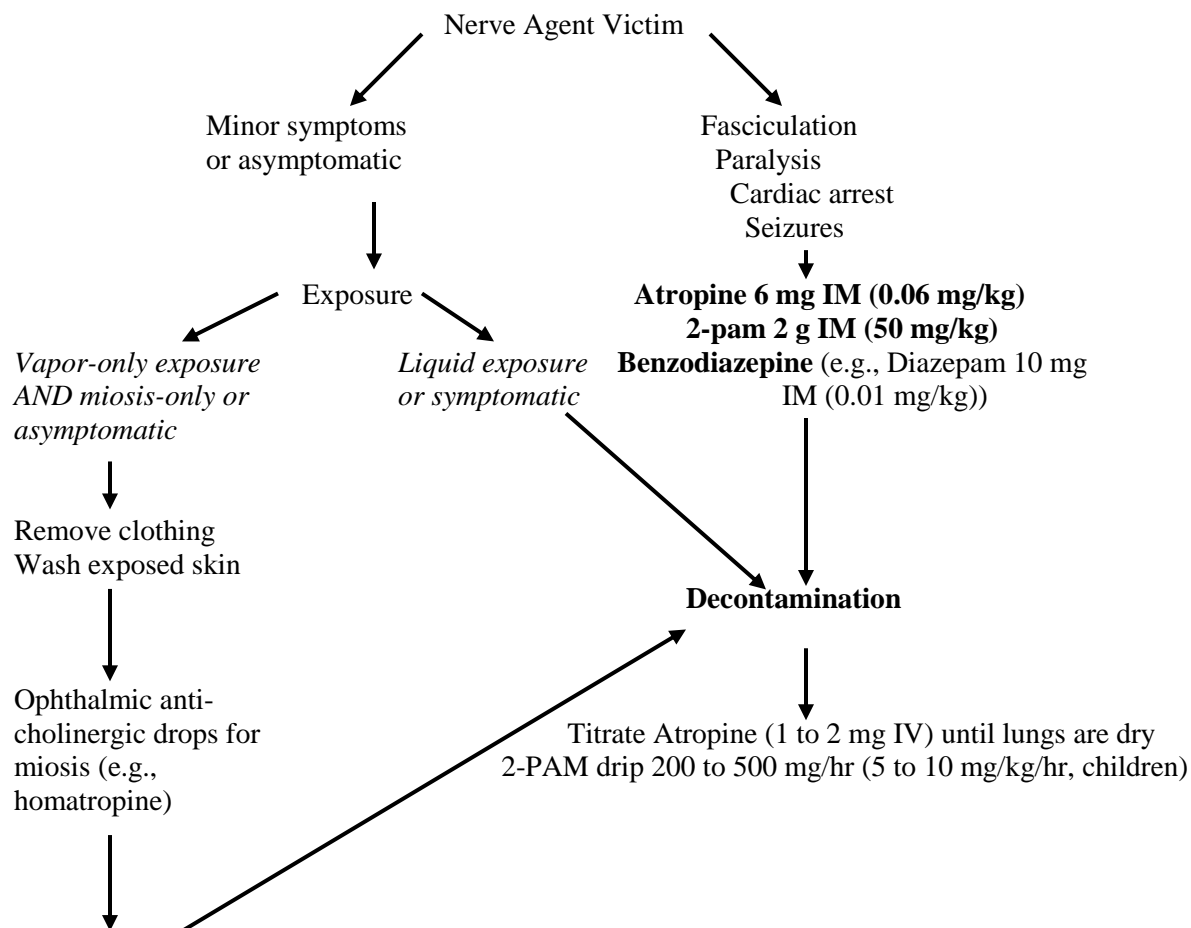 Nerve Agent Victim
Minor symptoms
or asymptomatic
Fasciculation
Paralysis
Cardiac arrest
Seizures
Exposure
Atropine 6 mg IM (0.06 mg/kg)
2-pam 2 g IM (50 mg/kg)
Benzodiazepine (e.g., Diazepam 10 mg
IM (0.01 mg/kg))
Vapor-only exposure
AND miosis-only or
asymptomatic
Liquid exposure
or symptomatic
Remove clothing
Wash exposed skin
Decontamination
Ophthalmic anti-
cholinergic drops for
miosis (e.g.,
homatropine)
Titrate Atropine (1 to 2 mg IV) until lungs are dry
2-PAM drip 200 to 500 mg/hr (5 to 10 mg/kg/hr, children)